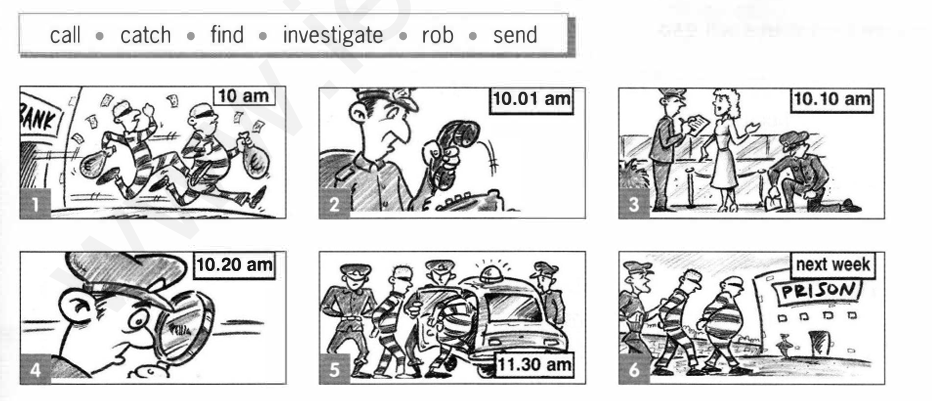 call • catch • find • investigate • rob • send
BANK
10 am
1
10.01 am
2
10.10 am
3
10.20 am
4
11.30 am
5
next week
PRISON
6